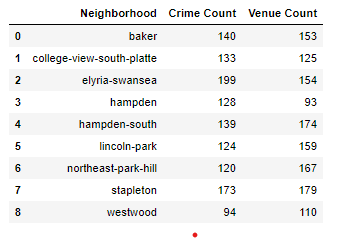 Neighborhood Crime Count Venue Count
0 baker 140 153
1 college-view-south-platte 133 125
2 elyria-swansea 199 154
3 hampden 128 93
4 hampden-south 139 174
5 lincoln-park 124 159
6 northeast-park-hill 120 167
7 stapleton 173 179
8 westwood 94 110